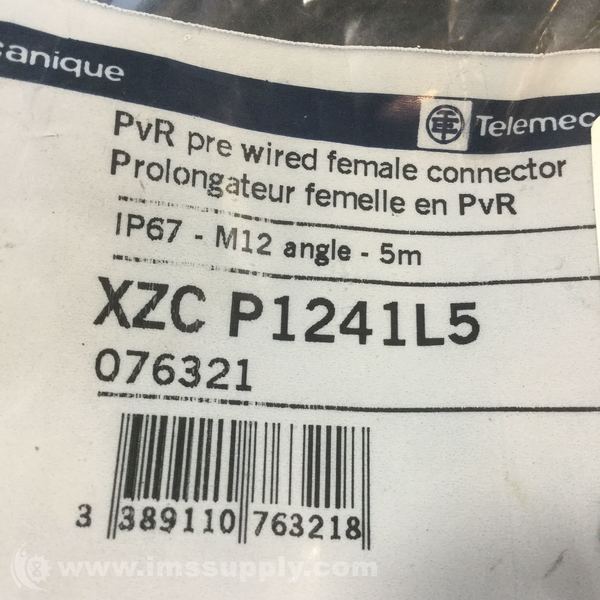 canique
Telemec
PvR pre wired female connector
Prolongateur femelle en PvR
IP67 - M12 angle - 5m
XZC P1241L5
076321
3 389110 763218
www.imssupply.com